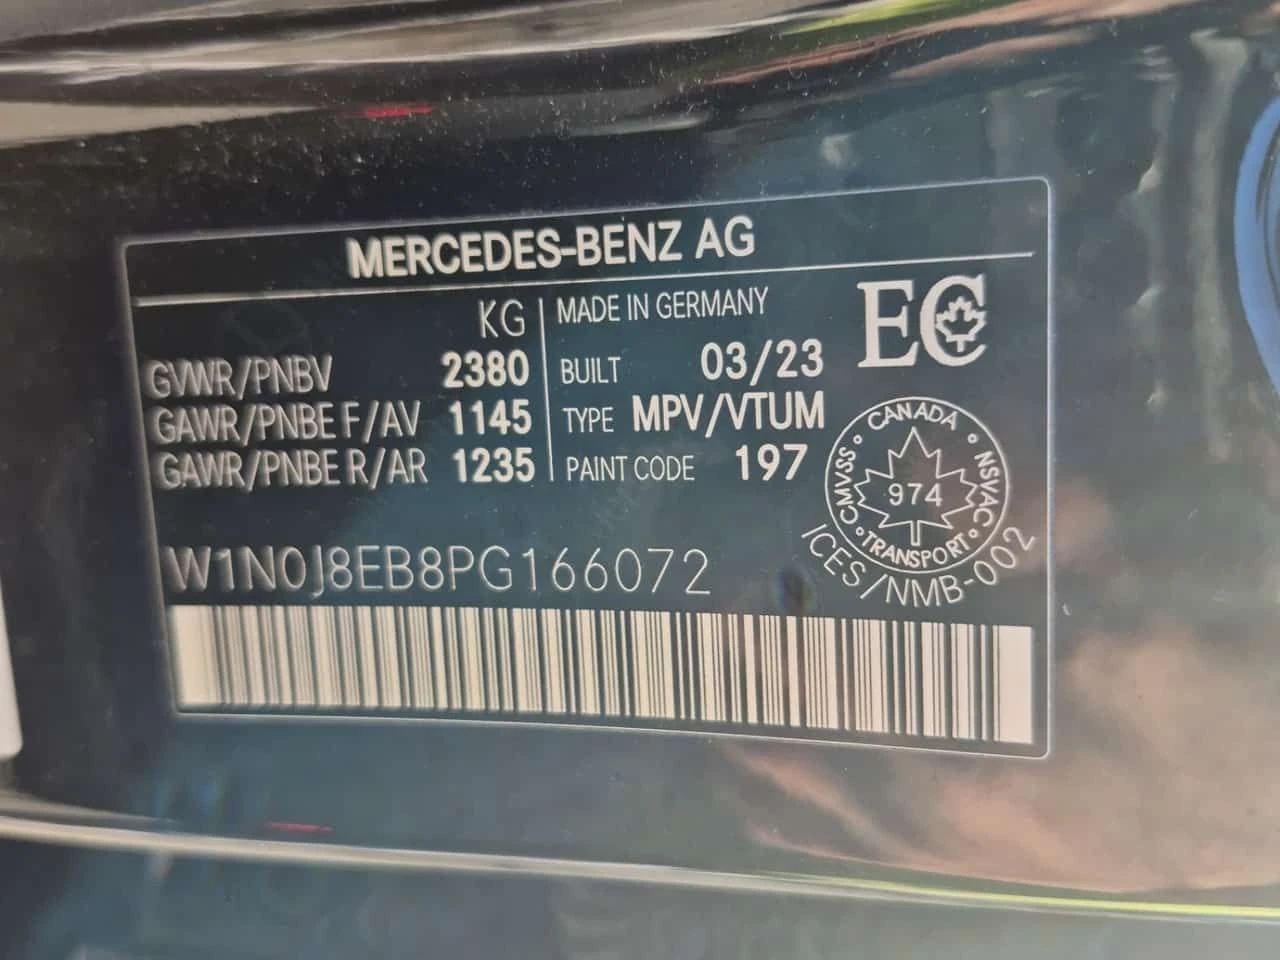 MERCEDES-BENZ AG
KG
GVWR/PNBV 2380
GAWR/PNBE F/AV 1145
GAWR/PNBE R/AR 1235
MADE IN GERMANY
BUILT 03/23
TYPE MPV/VTUM
PAINT CODE 197
EC
CANADA
CMVSS
NSVAC
974
TRANSPORT
ICES/NMB-002
W1N0J8EB8PG166072